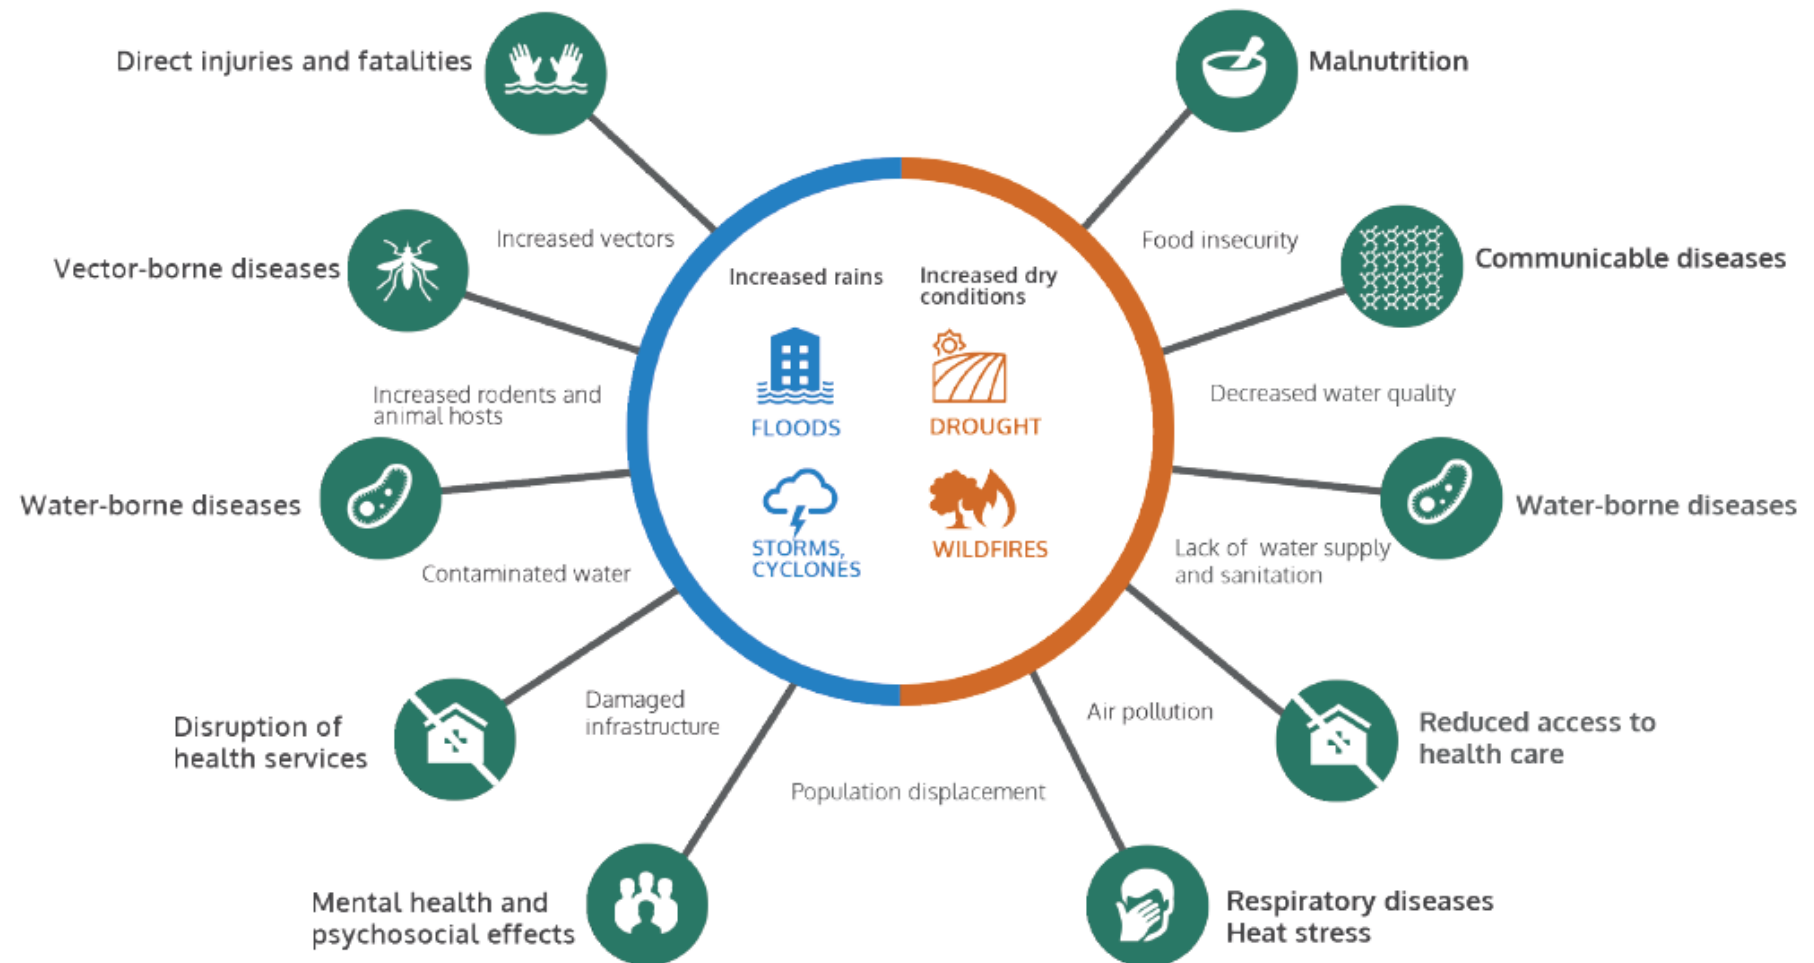 Direct injuries and fatalities
Malnutrition
Increased vectors
Food insecurity
Vector-borne diseases
Communicable diseases
Increased rains
Increased dry
conditions
Increased rodents and
animal hosts
Decreased water quality
FLOODS
DROUGHT
Water-borne diseases
Water-borne diseases
STORMS,
CYCLONES
WILDFIRES
Contaminated water
Lack of water supply
and sanitation
Damaged
infrastructure
Air pollution
Disruption of
health services
Reduced access to
health care
Population displacement
Mental health and
psychosocial effects
Respiratory diseases
Heat stress